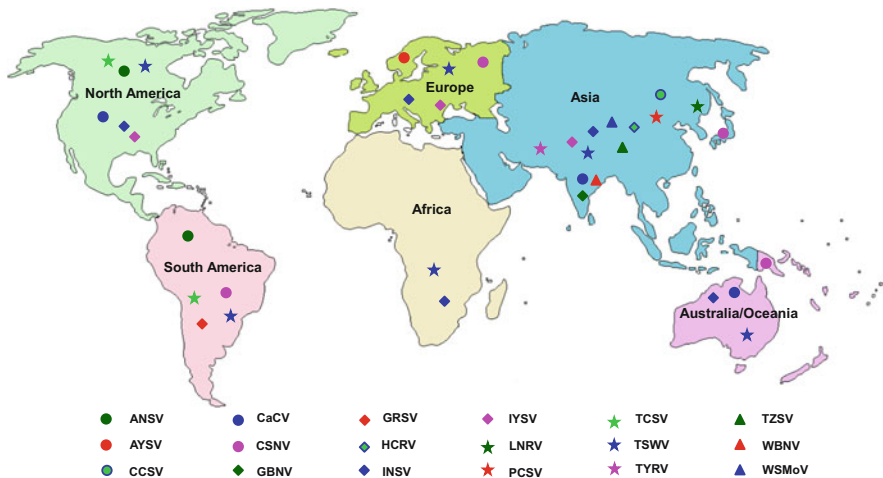 North America
Europe
Asia
Africa
South America
Australia/Oceania
ANSV CaCV GRSV IYSV TCSV TZSV
AYSV CSNV HCRV LNRV TSWV WBNV
CCSV GBNV INSV PCSV TYRV WSMoV